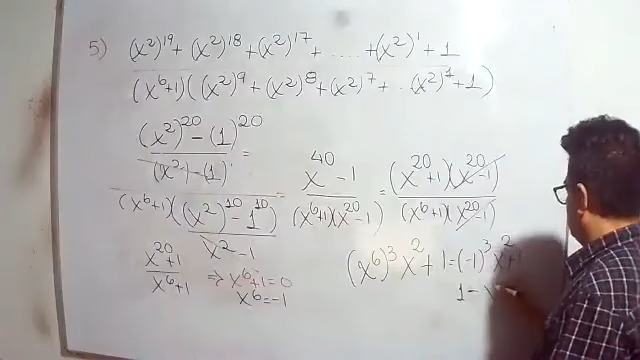 5) (x²)¹⁹ + (x²)¹⁸ + (x²)¹⁷ + ..... + (x²)¹ + 1
(x⁶+1)((x²)⁹ + (x²)⁸ + (x²)⁷ + .. (x²)¹ + 1)
(x²)²⁰ - (1)²⁰
(x²) - (1) =
(x⁶+1)((x²)¹⁰ - 1¹⁰)
x² - 1
= x⁴⁰ - 1
(x⁶+1)(x²⁰ - 1)
= (x²⁰+1)(x²⁰-1)
(x⁶+1)(x²⁰-1)
x²⁰+1
x⁶+1
⇒ x⁶+1=0
x⁶=-1
(x⁶)³ x² + 1 = (-1)³ x²+1
1 -